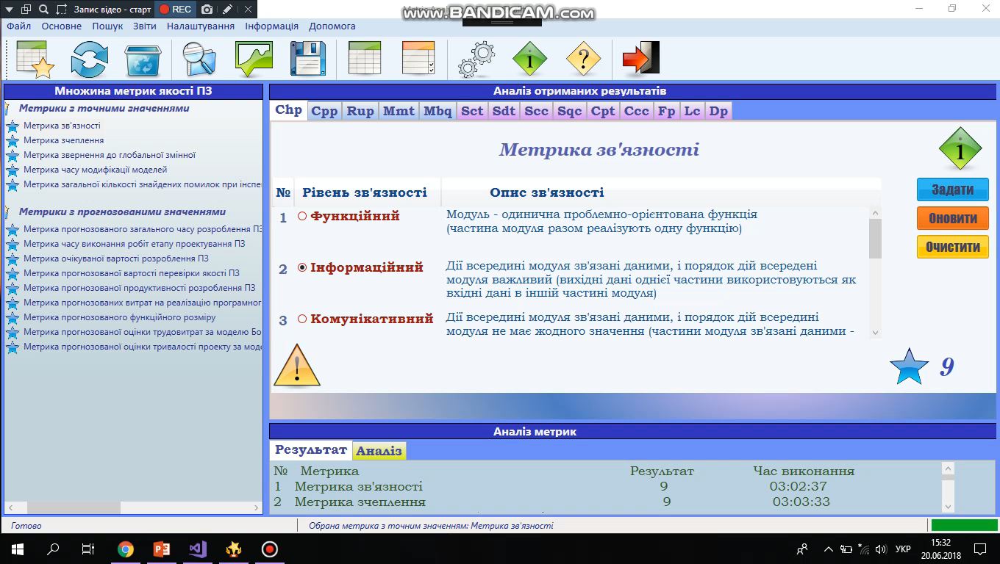 Запис відео - старт REC
www.BANDICAM.com
Файл Основне Пошук Звіти Налаштування Інформація Допомога
Множина метрик якості ПЗ
Метрики з точними значеннями
Метрика зв'язності
Метрика зчеплення
Метрика звернення до глобальної змінної
Метрика часу модифікації моделей
Метрика загальної кількості знайдених помилок при інспе
Метрики з прогнозованими значеннями
Метрика прогнозованого загального часу розроблення ПЗ
Метрика часу виконання робіт етапу проектування ПЗ
Метрика очікуваної вартості розроблення ПЗ
Метрика прогнозованої вартості перевірки якості ПЗ
Метрика прогнозованої продуктивності розроблення ПЗ
Метрика прогнозованих витрат на реалізацію програмног
Метрика прогнозованого функційного розміру
Метрика прогнозованої оцінки трудовитрат за моделю Бо
Метрика прогнозованої оцінки тривалості проекту за моде
Аналіз отриманих результатів
Chp Cpp Rup Mmt Mbq Sct Sdt Scc Sqc Cpt Ccc Fp Lc Dp
Метрика зв'язності
№ Рівень зв'язності Опис зв'язності
1 Функційний Модуль - одинична проблемно-орієнтована функція
(частина модуля разом реалізують одну функцію)
2 Інформаційний Дії всередині модуля зв'язані даними, і порядок дій всередені
модуля важливий (вихідні дані однієї частини використовуються як
вхідні дані в іншій частині модуля)
3 Комунікативний Дії всередині модуля зв'язані даними, і порядок дій всередині
модуля не має жодного значення (частини модуля зв'язані даними -
Задати
Оновити
Очистити
9
Аналіз метрик
Результат Аналіз
№ Метрика Результат Час виконання
1 Метрика зв'язності 9 03:02:37
2 Метрика зчеплення 9 03:03:33
Готово Обрана метрика з точним значенням: Метрика зв'язності
УКР 15:32
20.06.2018